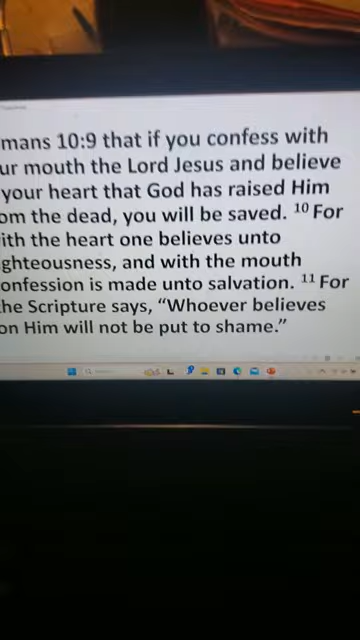 mans 10:9 that if you confess with
ur mouth the Lord Jesus and believe
your heart that God has raised Him
om the dead, you will be saved. 10 For
ith the heart one believes unto
ghteousness, and with the mouth
onfession is made unto salvation. 11 For
he Scripture says, “Whoever believes
on Him will not be put to shame.”